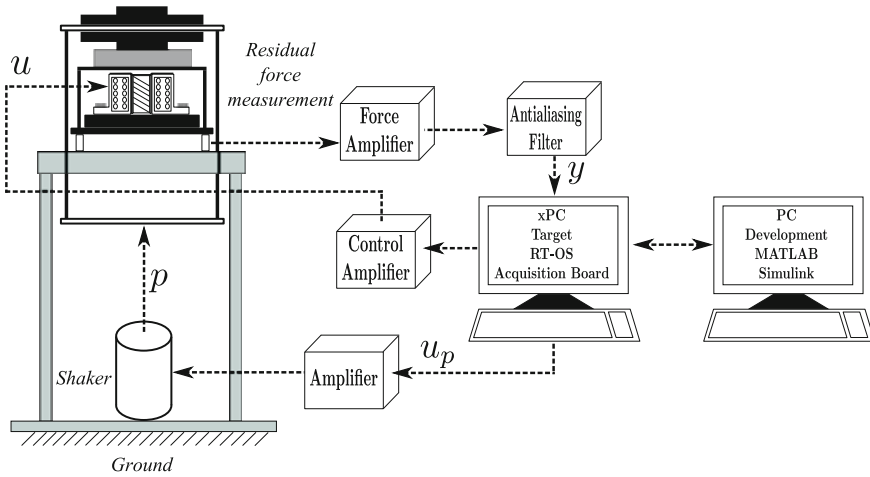 u
Residual
force
measurement
Force
Amplifier
Antialiasing
Filter
y
xPC
Target
RT-OS
Acquisition Board
PC
Development
MATLAB
Simulink
Control
Amplifier
p
Shaker
Amplifier
u_p
Ground